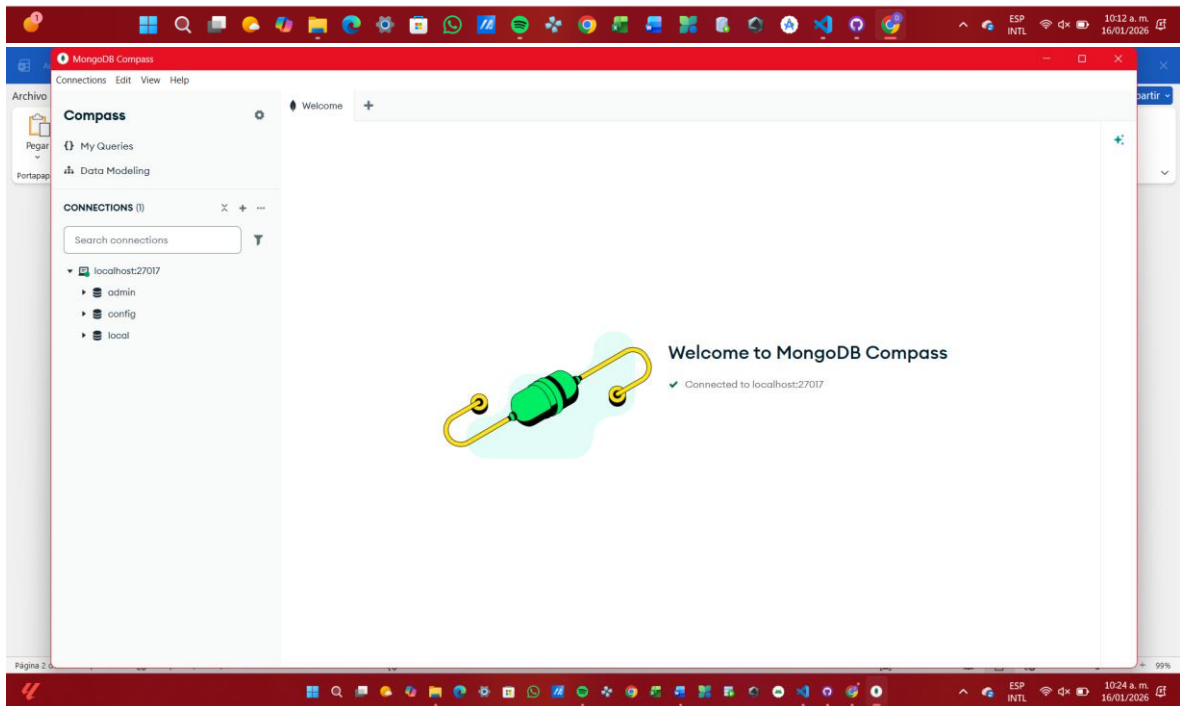 ESP
INTL
10:12 a. m.
16/01/2026
MongoDB Compass
Connections Edit View Help
Archivo
partir
Compass
Welcome
Pegar
My Queries
Data Modeling
Portapap
CONNECTIONS (1)
Search connections
localhost:27017
admin
config
local
Welcome to MongoDB Compass
Connected to localhost:27017
Página 2
99%
ESP
INTL
10:24 a. m.
16/01/2026